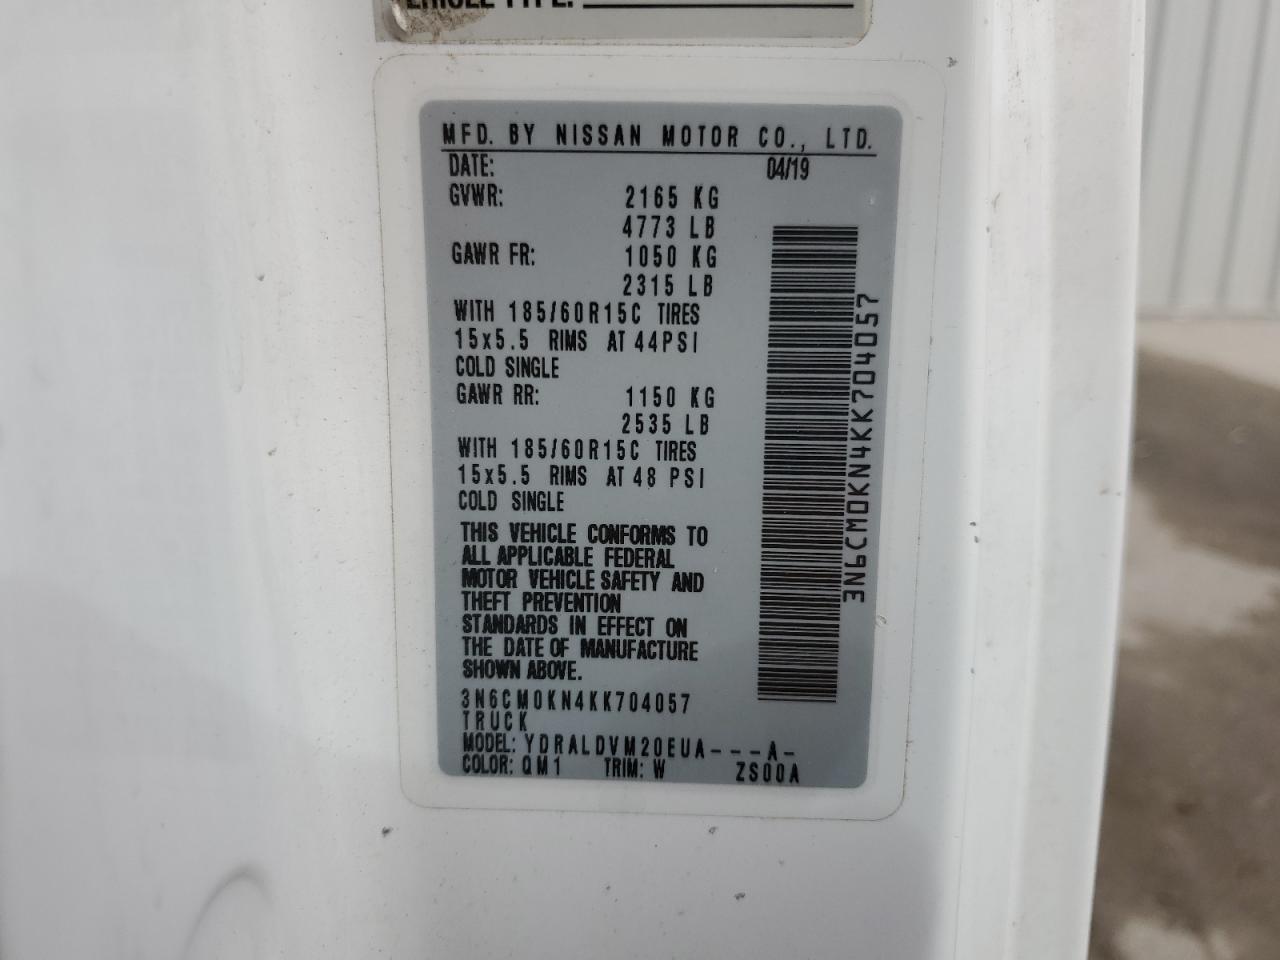 VEHICLE TYPE:
MFD. BY NISSAN MOTOR CO., LTD.
DATE: 04/19
GVWR: 2165 KG
4773 LB
GAWR FR: 1050 KG
2315 LB
WITH 185/60R15C TIRES
15x5.5 RIMS AT 44PSI
COLD SINGLE
GAWR RR: 1150 KG
2535 LB
WITH 185/60R15C TIRES
15x5.5 RIMS AT 48 PSI
COLD SINGLE
THIS VEHICLE CONFORMS TO
ALL APPLICABLE FEDERAL
MOTOR VEHICLE SAFETY AND
THEFT PREVENTION
STANDARDS IN EFFECT ON
THE DATE OF MANUFACTURE
SHOWN ABOVE.
3N6CM0KN4KK704057
TRUCK
MODEL: YDRALDVM20EUA---A-
COLOR: QM1 TRIM: W ZS00A
3N6CM0KN4KK704057